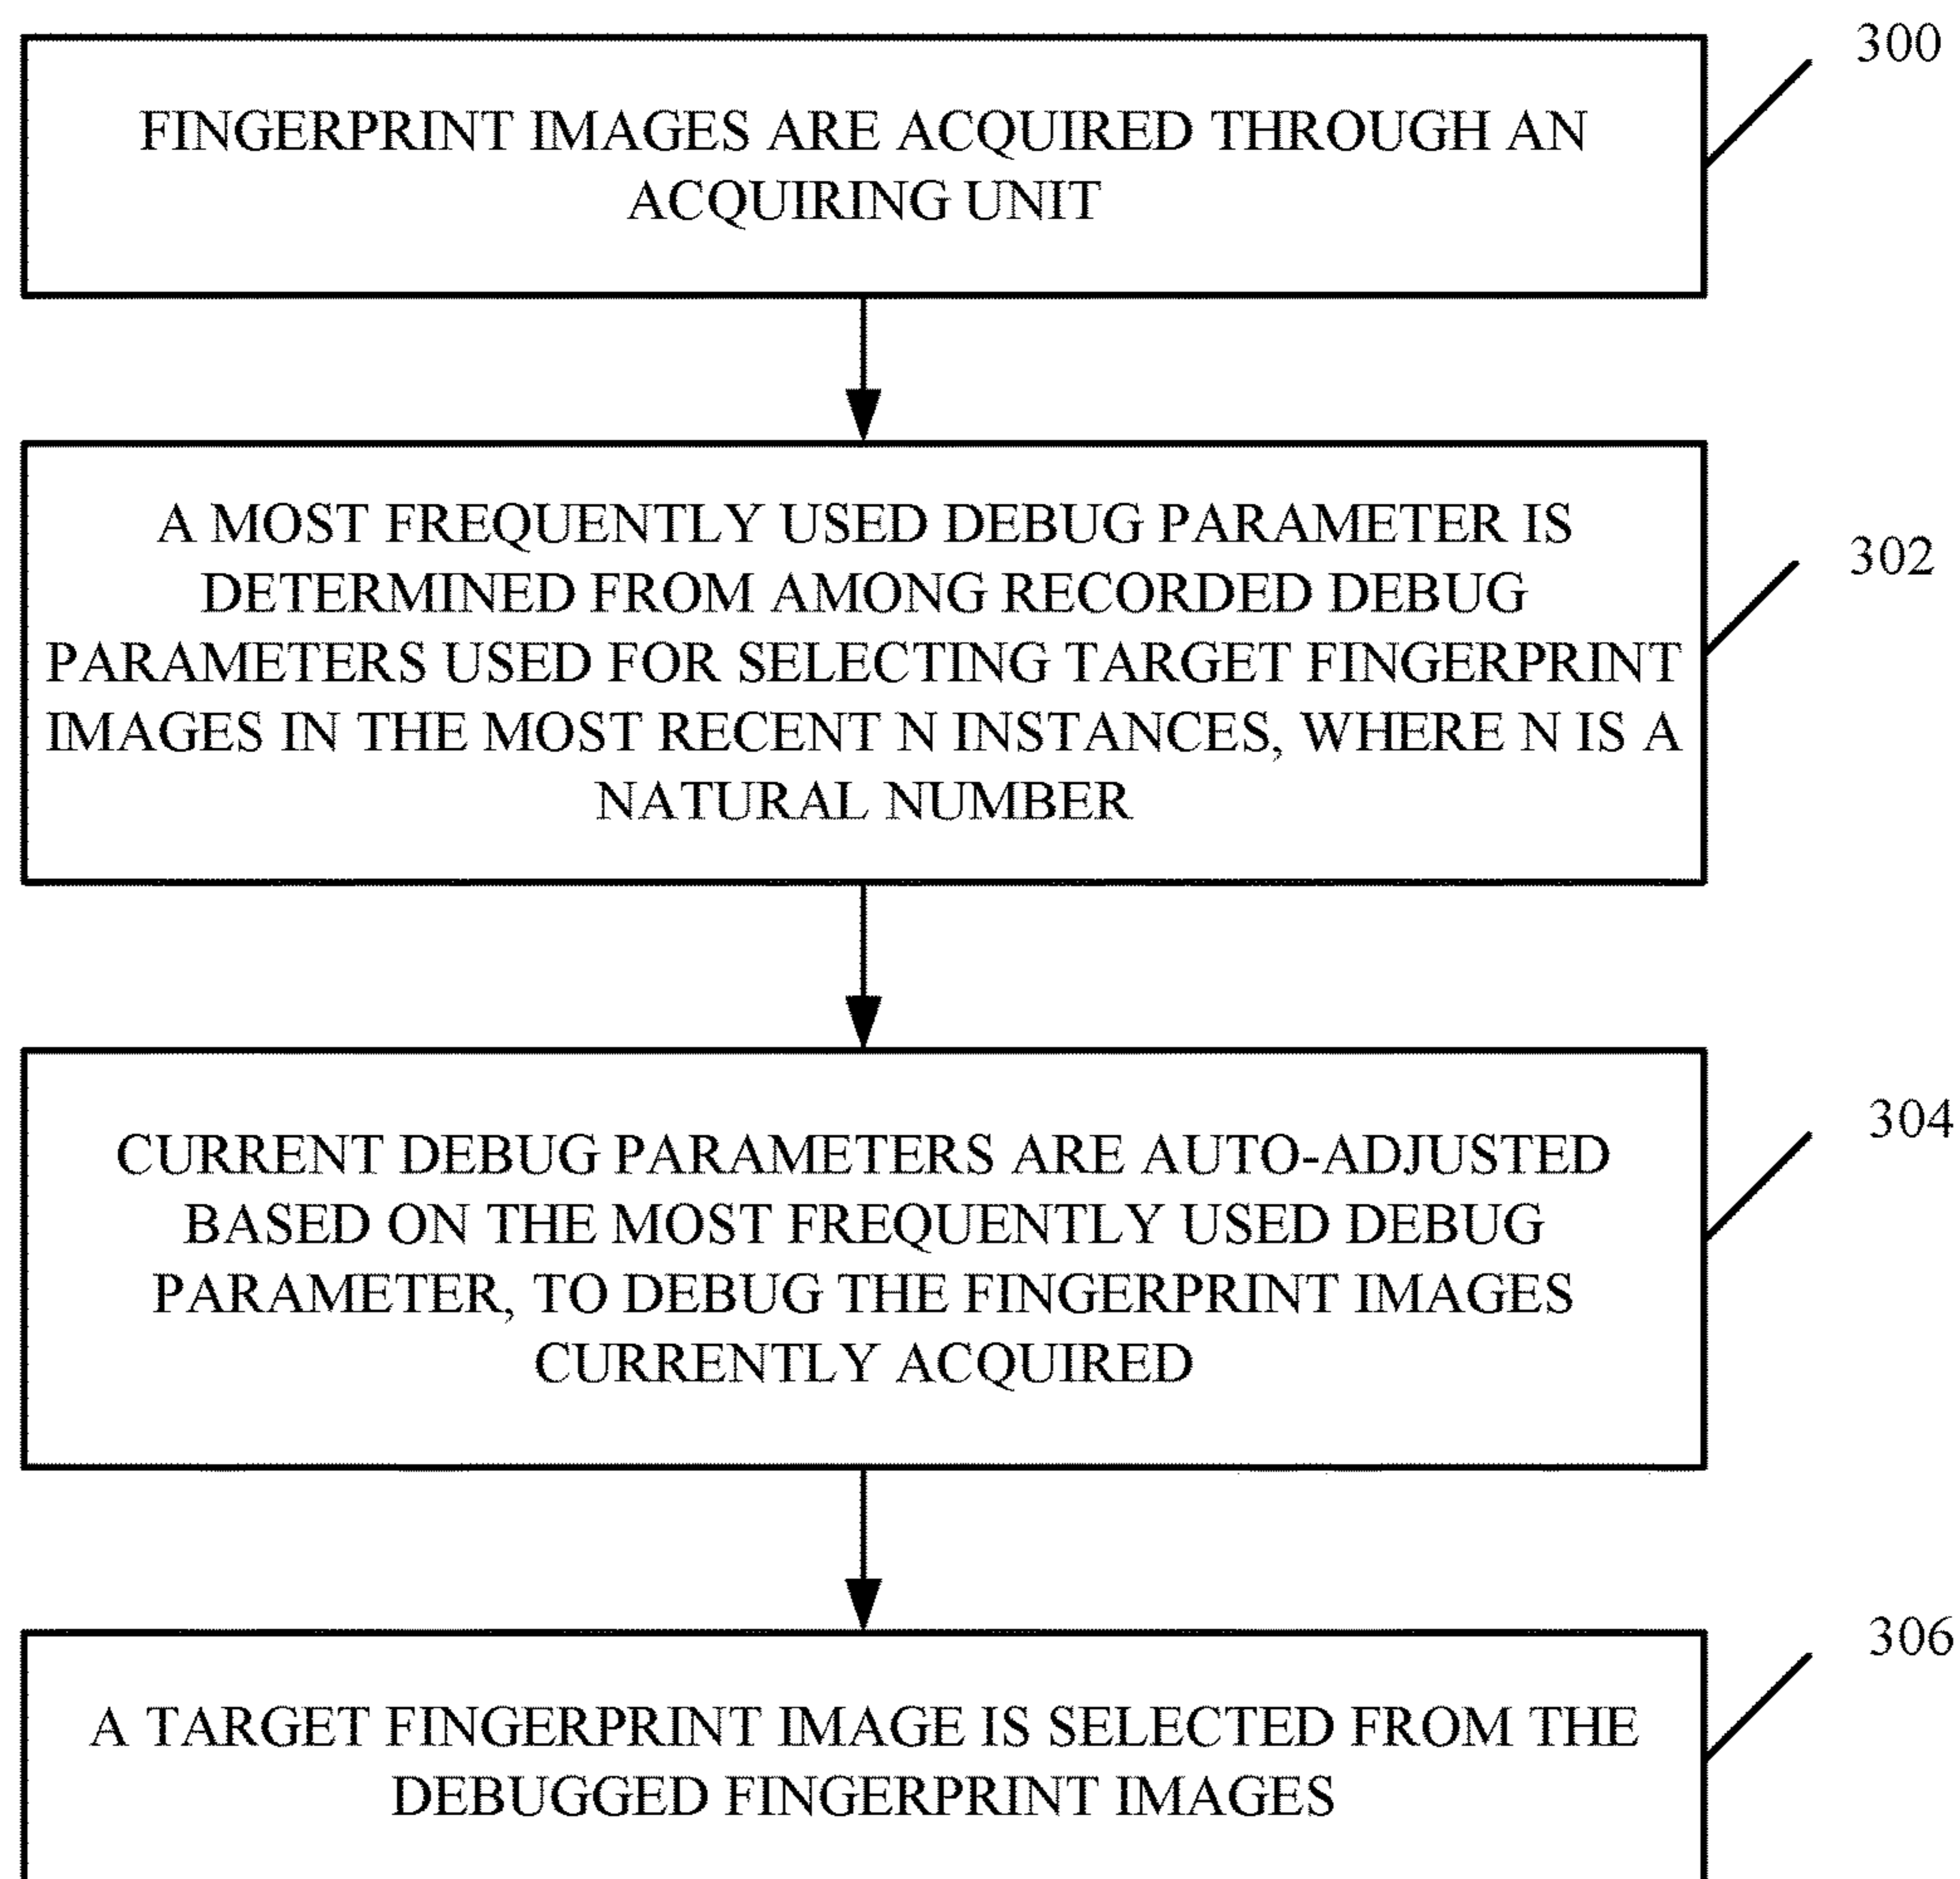 300
FINGERPRINT IMAGES ARE ACQUIRED THROUGH AN
ACQUIRING UNIT
A MOST FREQUENTLY USED DEBUG PARAMETER IS
DETERMINED FROM AMONG RECORDED DEBUG
PARAMETERS USED FOR SELECTING TARGET FINGERPRINT
IMAGES IN THE MOST RECENT N INSTANCES, WHERE N IS A
NATURAL NUMBER
302
CURRENT DEBUG PARAMETERS ARE AUTO-ADJUSTED
BASED ON THE MOST FREQUENTLY USED DEBUG
PARAMETER, TO DEBUG THE FINGERPRINT IMAGES
CURRENTLY ACQUIRED
304
A TARGET FINGERPRINT IMAGE IS SELECTED FROM THE
DEBUGGED FINGERPRINT IMAGES
306